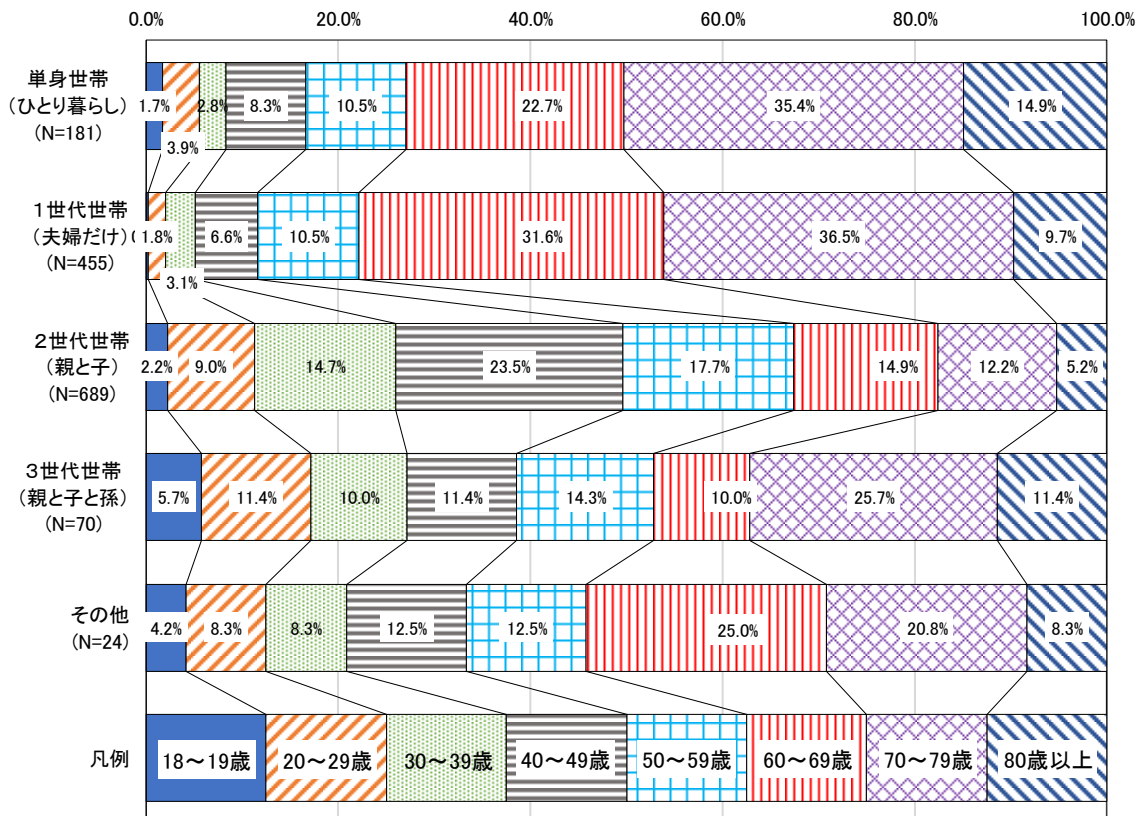 0.0% 20.0% 40.0% 60.0% 80.0% 100.0%
単身世帯
(ひとり暮らし)
(N=181)
1.7% 3.9% 2.8% 8.3% 10.5% 22.7% 35.4% 14.9%
1世代世帯
(夫婦だけ)
(N=455)
1.8% 3.1% 6.6% 10.5% 31.6% 36.5% 9.7%
2世代世帯
(親と子)
(N=689)
2.2% 9.0% 14.7% 23.5% 17.7% 14.9% 12.2% 5.2%
3世代世帯
(親と子と孫)
(N=70)
5.7% 11.4% 10.0% 11.4% 14.3% 10.0% 25.7% 11.4%
その他
(N=24)
4.2% 8.3% 8.3% 12.5% 12.5% 25.0% 20.8% 8.3%
凡例
18~19歳 20~29歳 30~39歳 40~49歳 50~59歳 60~69歳 70~79歳 80歳以上